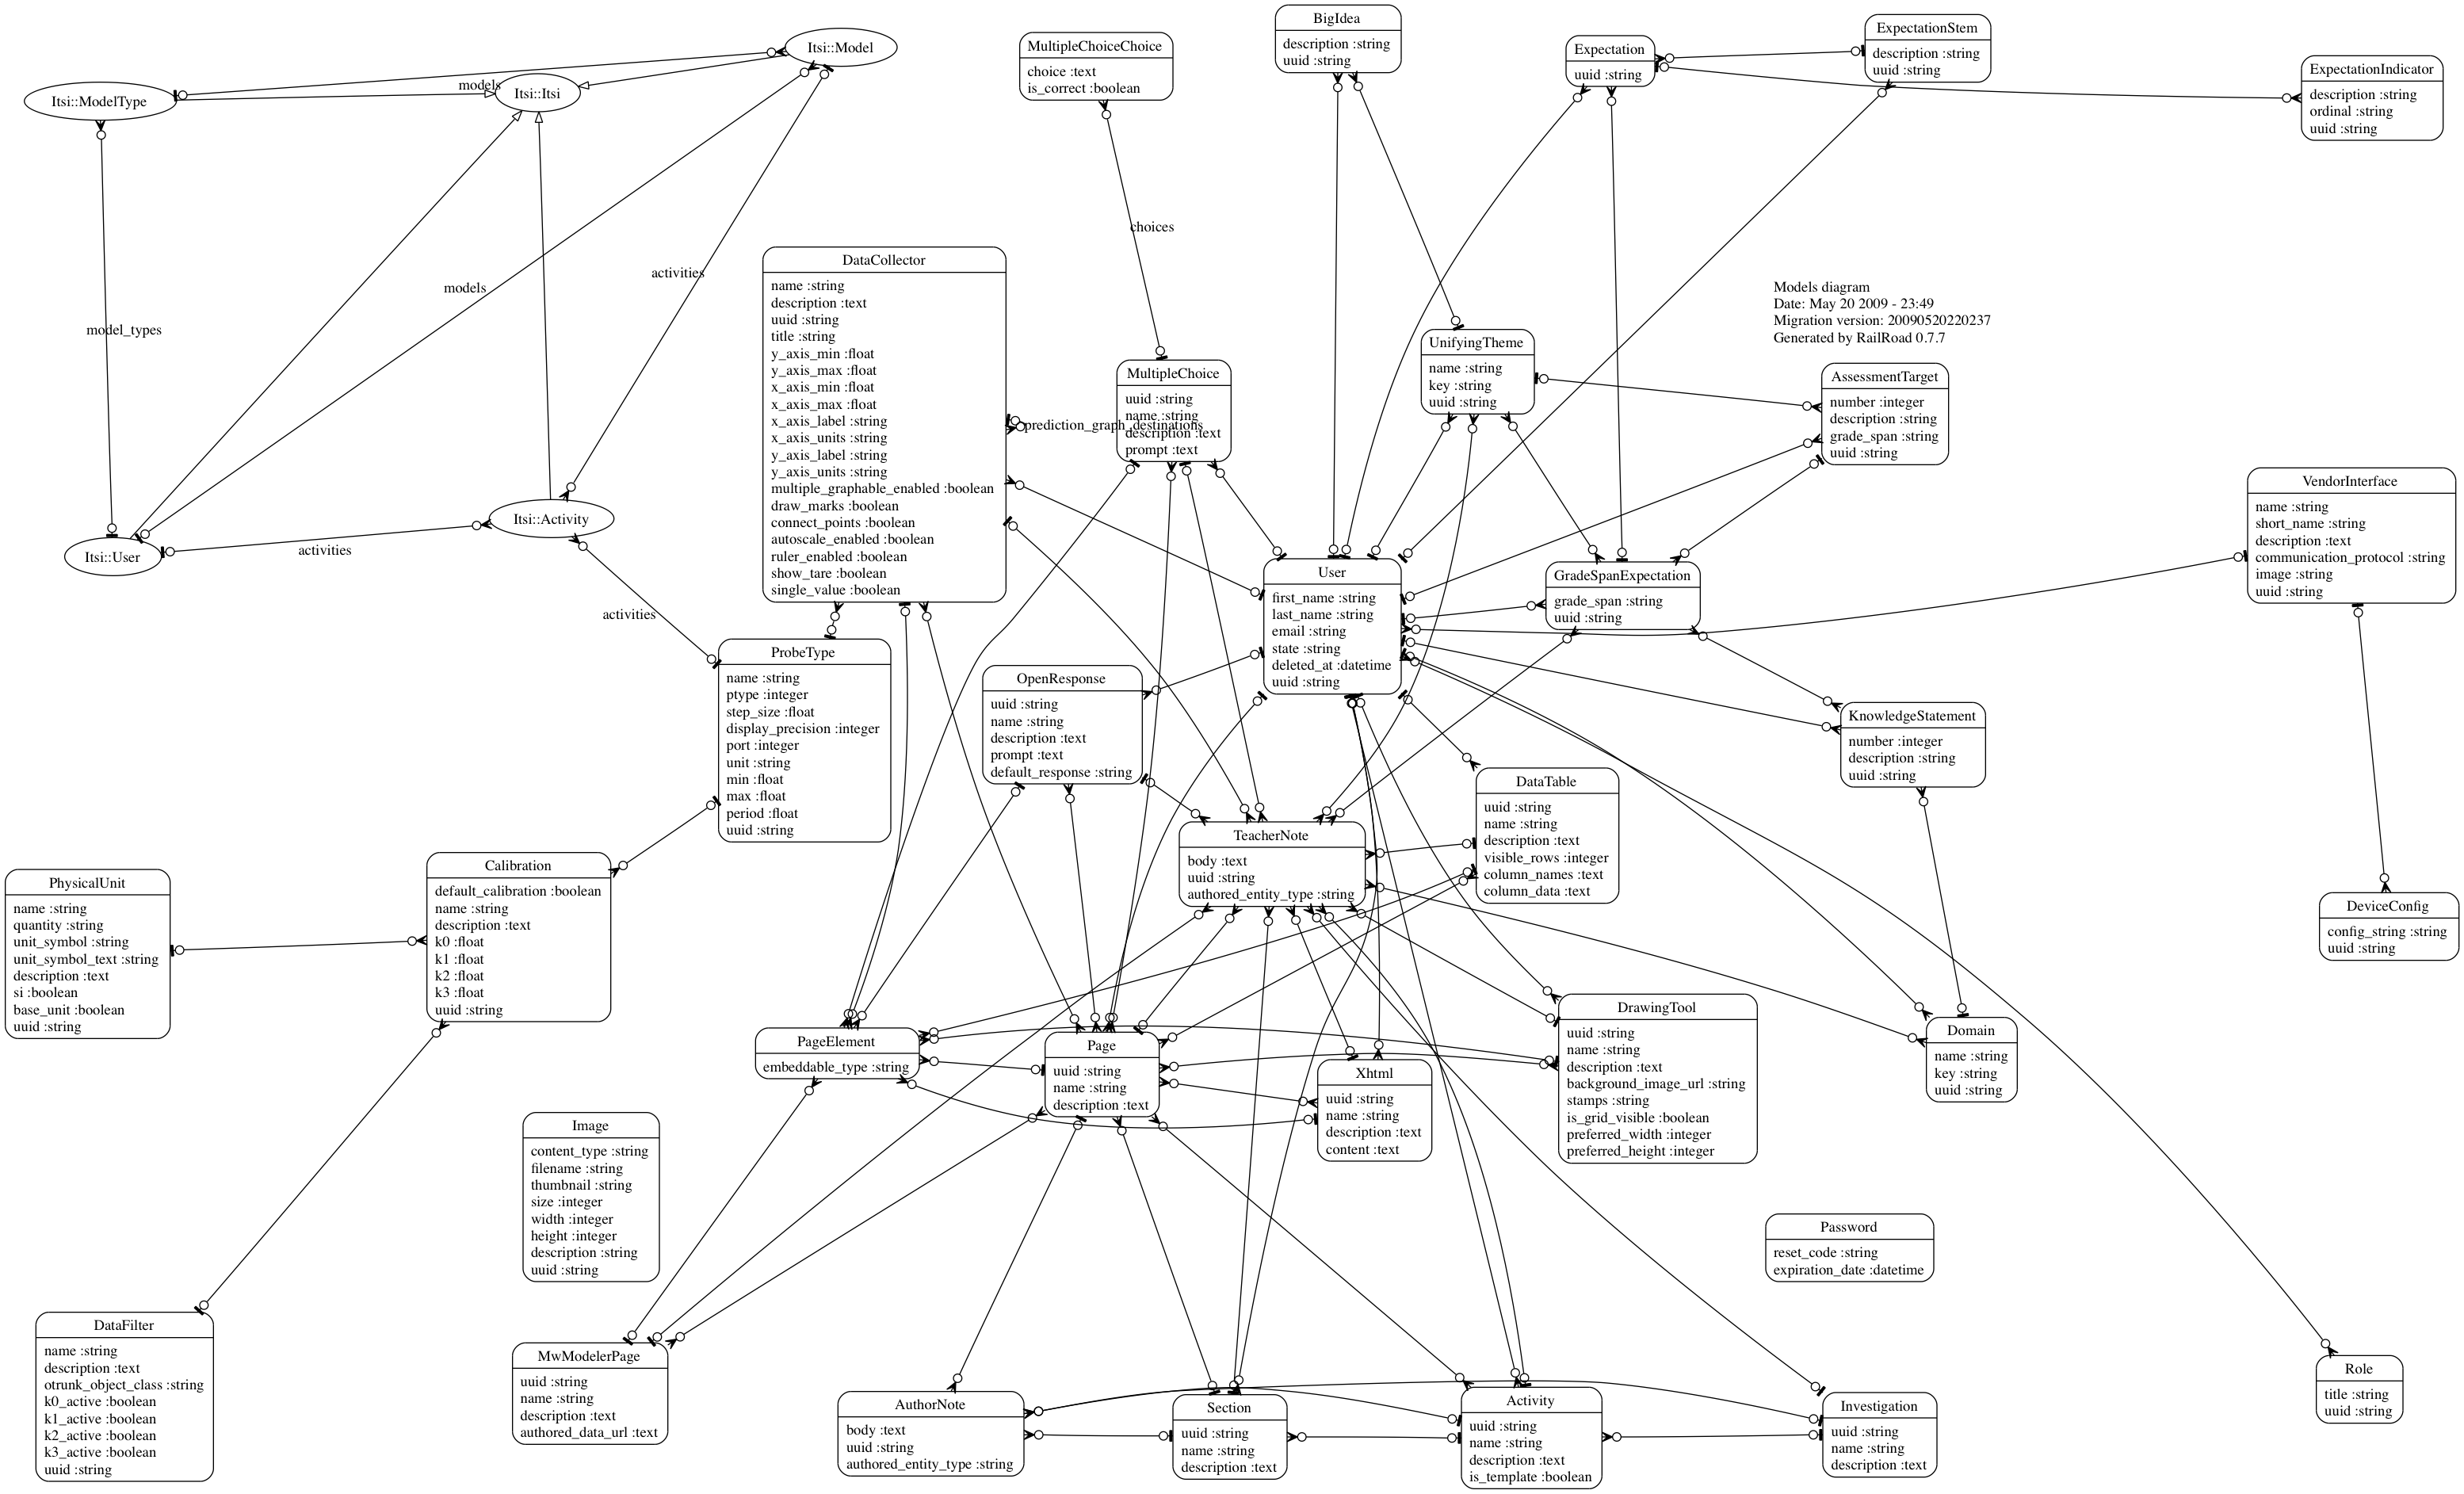 Itsi::Model
Itsi::ModelType
models
Itsi::Itsi
models
activities
model_types
Itsi::Activity
Itsi::User
activities
activities
MultipleChoiceChoice
choice :text
is_correct :boolean
choices
BigIdea
description :string
uuid :string
Expectation
uuid :string
ExpectationStem
description :string
uuid :string
ExpectationIndicator
description :string
ordinal :string
uuid :string
Models diagram
Date: May 20 2009 - 23:49
Migration version: 20090520220237
Generated by RailRoad 0.7.7
DataCollector
name :string
description :text
uuid :string
title :string
y_axis_min :float
y_axis_max :float
x_axis_min :float
x_axis_max :float
x_axis_label :string
x_axis_units :string
y_axis_label :string
y_axis_units :string
multiple_graphable_enabled :boolean
draw_marks :boolean
connect_points :boolean
autoscale_enabled :boolean
ruler_enabled :boolean
show_tare :boolean
single_value :boolean
prediction_graph_destinations
MultipleChoice
uuid :string
name :string
description :text
prompt :text
UnifyingTheme
name :string
key :string
uuid :string
AssessmentTarget
number :integer
description :string
grade_span :string
uuid :string
VendorInterface
name :string
short_name :string
description :text
communication_protocol :string
image :string
uuid :string
User
first_name :string
last_name :string
email :string
state :string
deleted_at :datetime
uuid :string
GradeSpanExpectation
grade_span :string
uuid :string
ProbeType
name :string
ptype :integer
step_size :float
display_precision :integer
port :integer
unit :string
min :float
max :float
period :float
uuid :string
OpenResponse
uuid :string
name :string
description :text
prompt :text
default_response :string
KnowledgeStatement
number :integer
description :string
uuid :string
DataTable
uuid :string
name :string
description :text
visible_rows :integer
column_names :text
column_data :text
TeacherNote
body :text
uuid :string
authored_entity_type :string
PhysicalUnit
name :string
quantity :string
unit_symbol :string
unit_symbol_text :string
description :text
si :boolean
base_unit :boolean
uuid :string
Calibration
default_calibration :boolean
name :string
description :text
k0 :float
k1 :float
k2 :float
k3 :float
uuid :string
DeviceConfig
config_string :string
uuid :string
PageElement
embeddable_type :string
Page
uuid :string
name :string
description :text
Xhtml
uuid :string
name :string
description :text
content :text
DrawingTool
uuid :string
name :string
description :text
background_image_url :string
stamps :string
is_grid_visible :boolean
preferred_width :integer
preferred_height :integer
Domain
name :string
key :string
uuid :string
Image
content_type :string
filename :string
thumbnail :string
size :integer
width :integer
height :integer
description :string
uuid :string
Password
reset_code :string
expiration_date :datetime
DataFilter
name :string
description :text
otrunk_object_class :string
k0_active :boolean
k1_active :boolean
k2_active :boolean
k3_active :boolean
uuid :string
MwModelerPage
uuid :string
name :string
description :text
authored_data_url :text
AuthorNote
body :text
uuid :string
authored_entity_type :string
Section
uuid :string
name :string
description :text
Activity
uuid :string
name :string
description :text
is_template :boolean
Investigation
uuid :string
name :string
description :text
Role
title :string
uuid :string